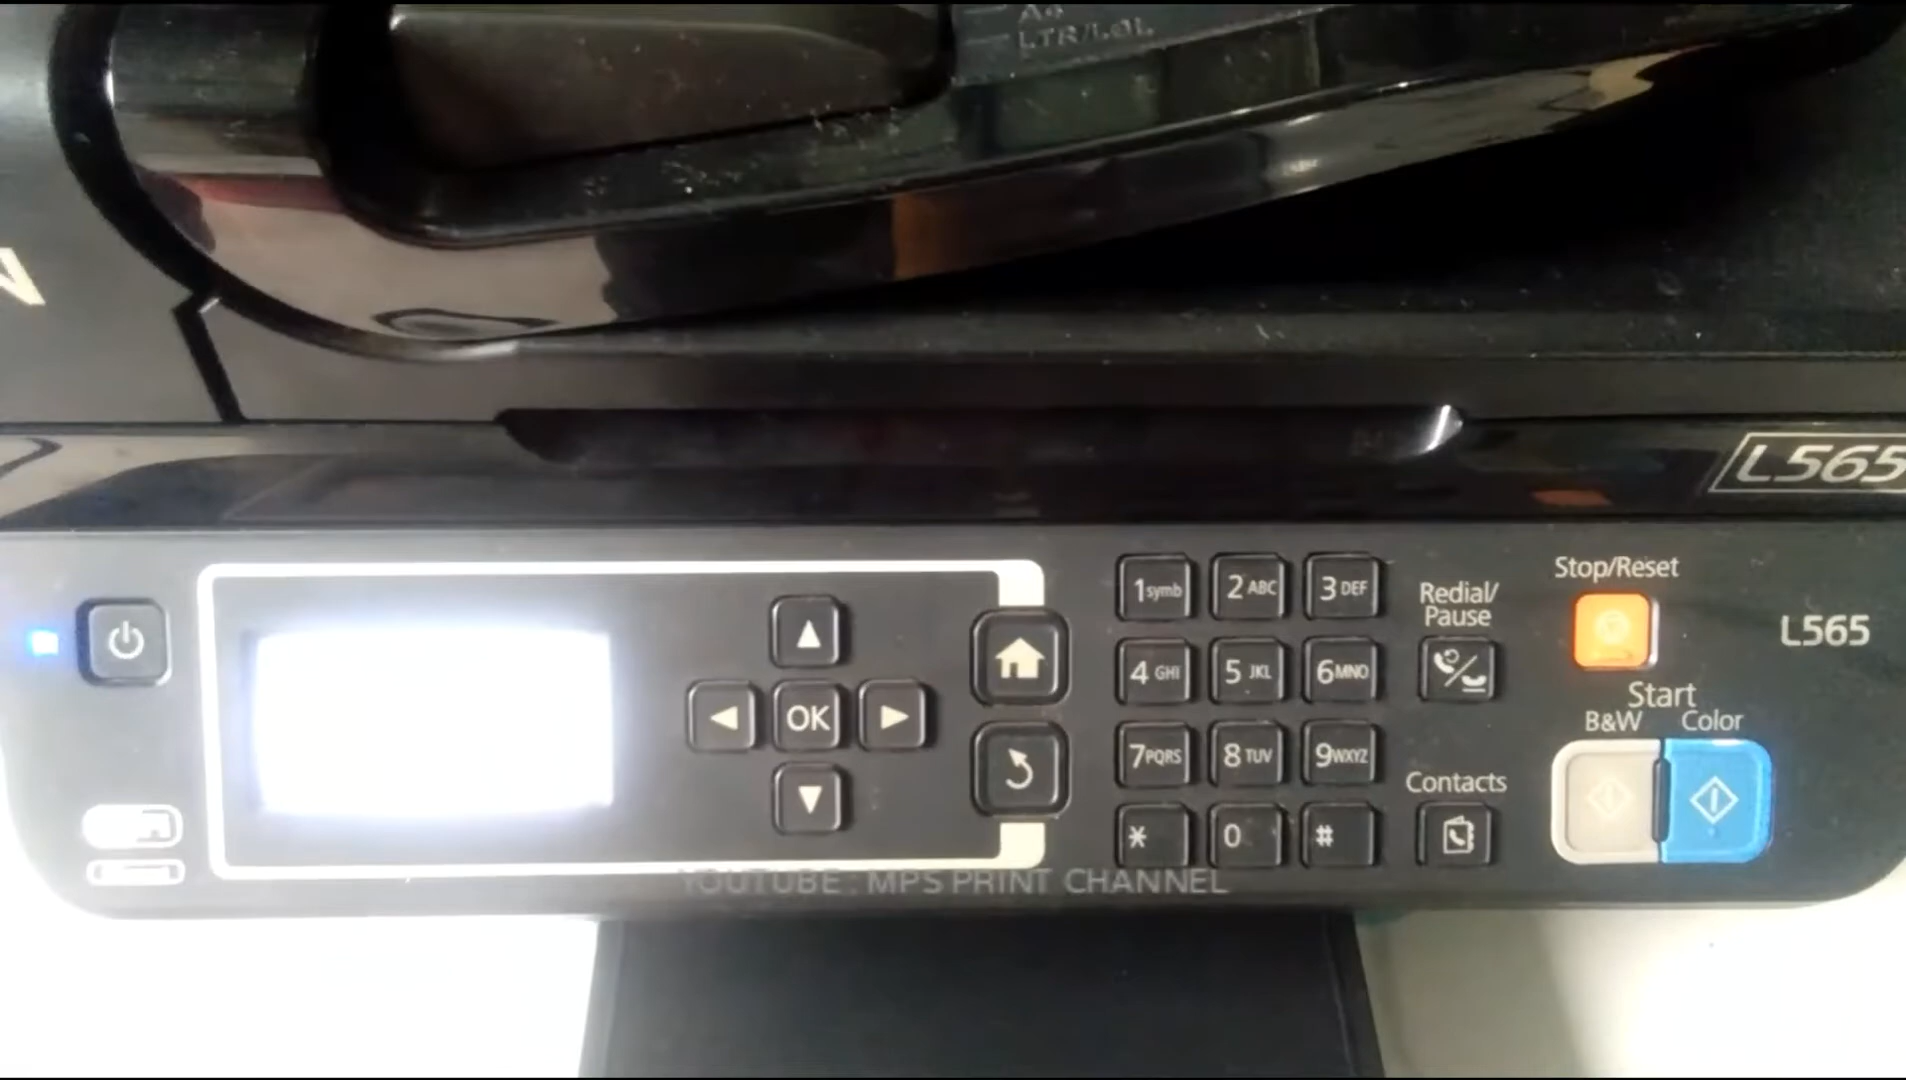 A4
LTR/LGL
L565
Stop/Reset
1symb
2ABC
3DEF
Redial/
Pause
L565
4GHI
5JKL
6MNO
OK
Start
B&W Color
7PQRS
8TUV
9WXYZ
Contacts
*
0
#
YOUTUBE : MPS PRINT CHANNEL